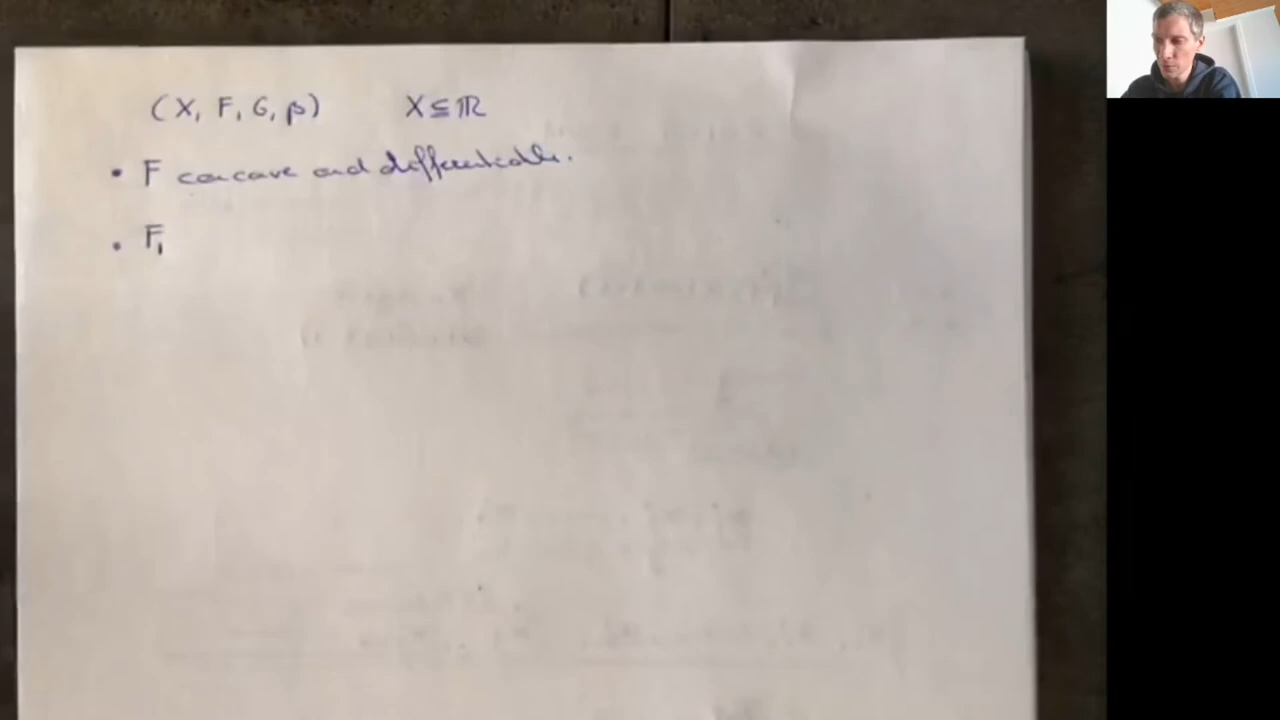 (X, F, G, β) X ⊆ ℝ
• F concave and differentiable.
• F₁